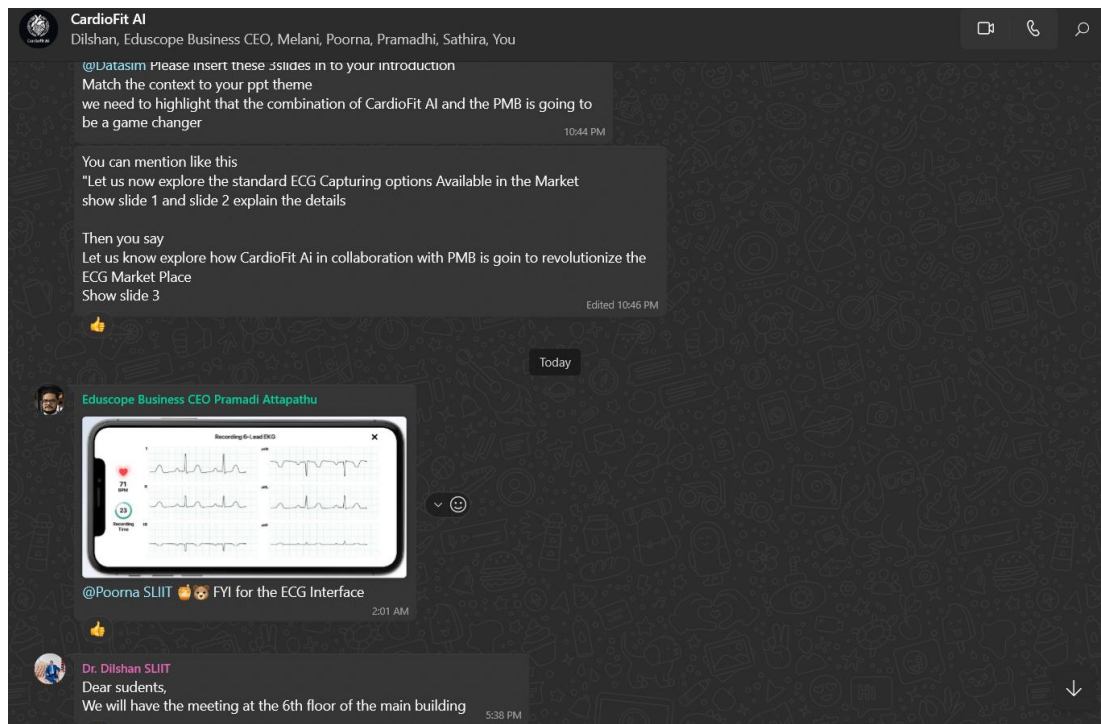 CardioFit AI
Dilshan, Eduscope Business CEO, Melani, Poorna, Pramadhi, Sathira, You
@Datasim Please insert these 3slides in to your introduction
Match the context to your ppt theme
we need to highlight that the combination of CardioFit AI and the PMB is going to
be a game changer
10:44 PM
You can mention like this
"Let us now explore the standard ECG Capturing options Available in the Market
show slide 1 and slide 2 explain the details
Then you say
Let us know explore how CardioFit Ai in collaboration with PMB is goin to revolutionize the
ECG Market Place
Show slide 3
Edited 10:46 PM
Today
Eduscope Business CEO Pramadi Attapathu
Recording 6-Lead EKG
71
BPM
23
Recording
Time
@Poorna SLIIT 🍯🐻 FYI for the ECG Interface
2:01 AM
Dr. Dilshan SLIIT
Dear sudents,
We will have the meeting at the 6th floor of the main building
5:38 PM